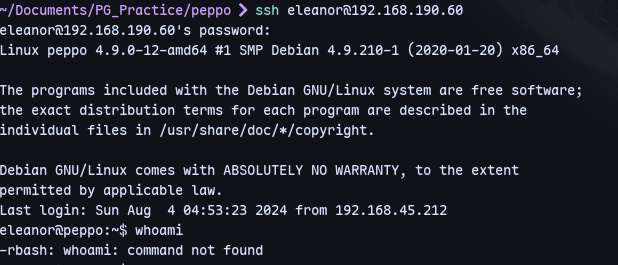 ~/Documents/PG_Practice/peppo ❯ ssh eleanor@192.168.190.60
eleanor@192.168.190.60's password:
Linux peppo 4.9.0-12-amd64 #1 SMP Debian 4.9.210-1 (2020-01-20) x86_64
The programs included with the Debian GNU/Linux system are free software;
the exact distribution terms for each program are described in the
individual files in /usr/share/doc/*/copyright.
Debian GNU/Linux comes with ABSOLUTELY NO WARRANTY, to the extent
permitted by applicable law.
Last login: Sun Aug  4 04:53:23 2024 from 192.168.45.212
eleanor@peppo:~$ whoami
-rbash: whoami: command not found